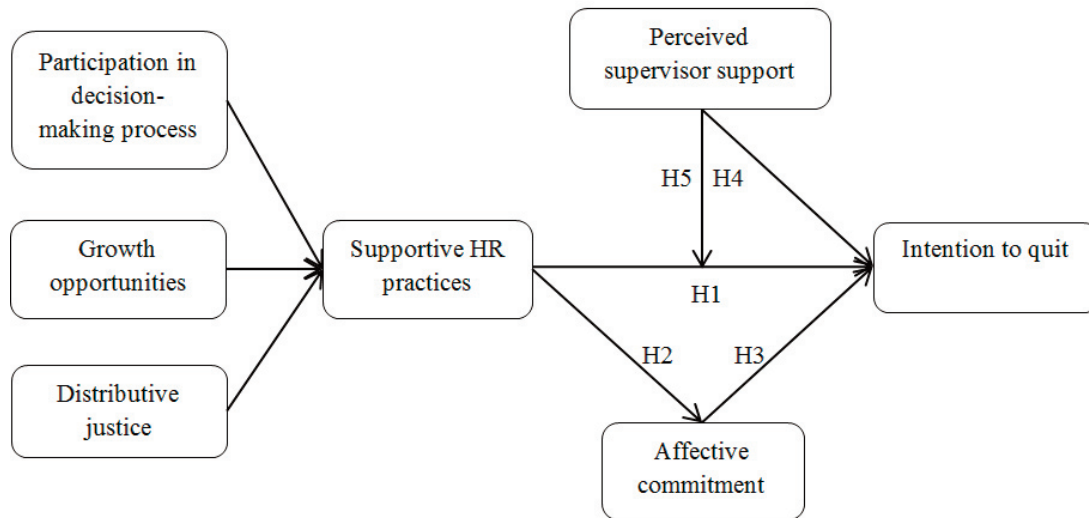 Participation in
decision-
making process
Growth
opportunities
Distributive
justice
Supportive HR
practices
Perceived
supervisor support
H5
H4
H1
H2
H3
Affective
commitment
Intention to quit